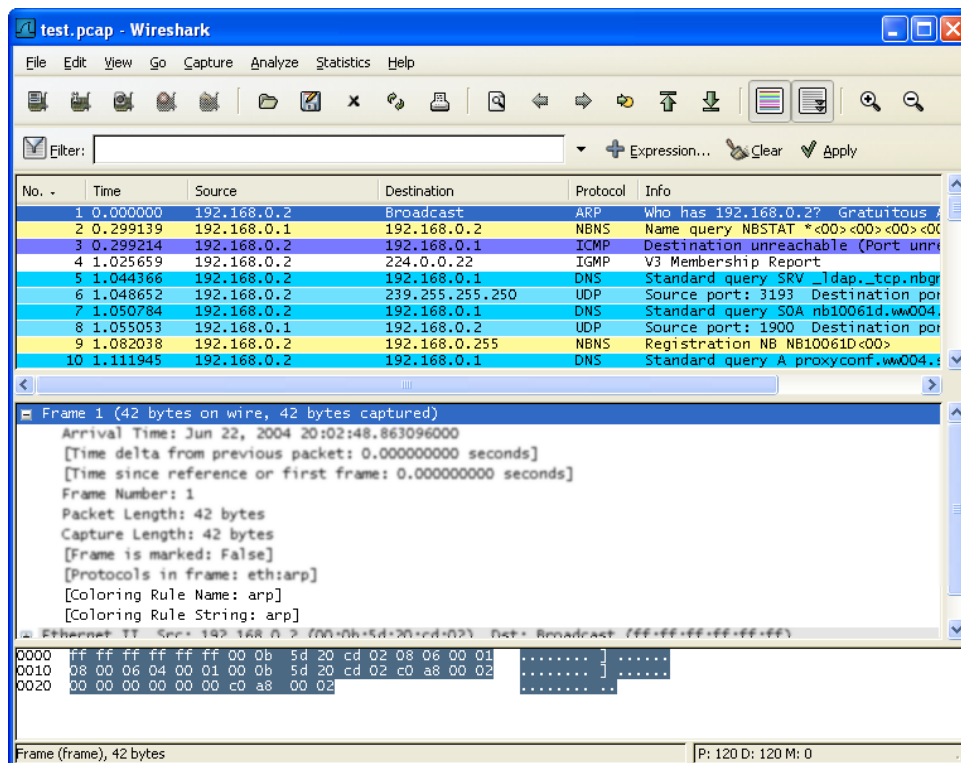 test.pcap - Wireshark
File Edit View Go Capture Analyze Statistics Help
Filter: Expression... Clear Apply
No. Time Source Destination Protocol Info
1 0.000000 192.168.0.2 Broadcast ARP Who has 192.168.0.2? Gratuitous
2 0.299139 192.168.0.1 192.168.0.2 NBNS Name query NBSTAT *<00><00><00><00
3 0.299214 192.168.0.2 192.168.0.1 ICMP Destination unreachable (Port unre
4 1.025659 192.168.0.2 224.0.0.22 IGMP V3 Membership Report
5 1.044366 192.168.0.2 192.168.0.1 DNS Standard query SRV _ldap._tcp.nbgm
6 1.048652 192.168.0.2 239.255.255.250 UDP Source port: 3193 Destination por
7 1.050784 192.168.0.2 192.168.0.1 DNS Standard query SOA nb10061d.ww004.
8 1.055053 192.168.0.1 192.168.0.2 UDP Source port: 1900 Destination por
9 1.082038 192.168.0.2 192.168.0.255 NBNS Registration NB NB10061D<00>
10 1.111945 192.168.0.2 192.168.0.1 DNS Standard query A proxyconf.ww004.s
Frame 1 (42 bytes on wire, 42 bytes captured)
Arrival Time: Jun 22, 2004 20:02:48.863096000
[Time delta from previous packet: 0.000000000 seconds]
[Time since reference or first frame: 0.000000000 seconds]
Frame Number: 1
Packet Length: 42 bytes
Capture Length: 42 bytes
[Frame is marked: False]
[Protocols in frame: eth:arp]
[Coloring Rule Name: arp]
[Coloring Rule String: arp]
Ethernet II, Src: 192.168.0.2 (00:0b:5d:20:cd:02), Dst: Broadcast (ff:ff:ff:ff:ff:ff)
0000 ff ff ff ff ff ff 00 0b 5d 20 cd 02 08 06 00 01 ........ ] ......
0010 08 00 06 04 00 01 00 0b 5d 20 cd 02 c0 a8 00 02 ........ ] ......
0020 00 00 00 00 00 00 c0 a8 00 02 ........ ..
Frame (frame), 42 bytes P: 120 D: 120 M: 0